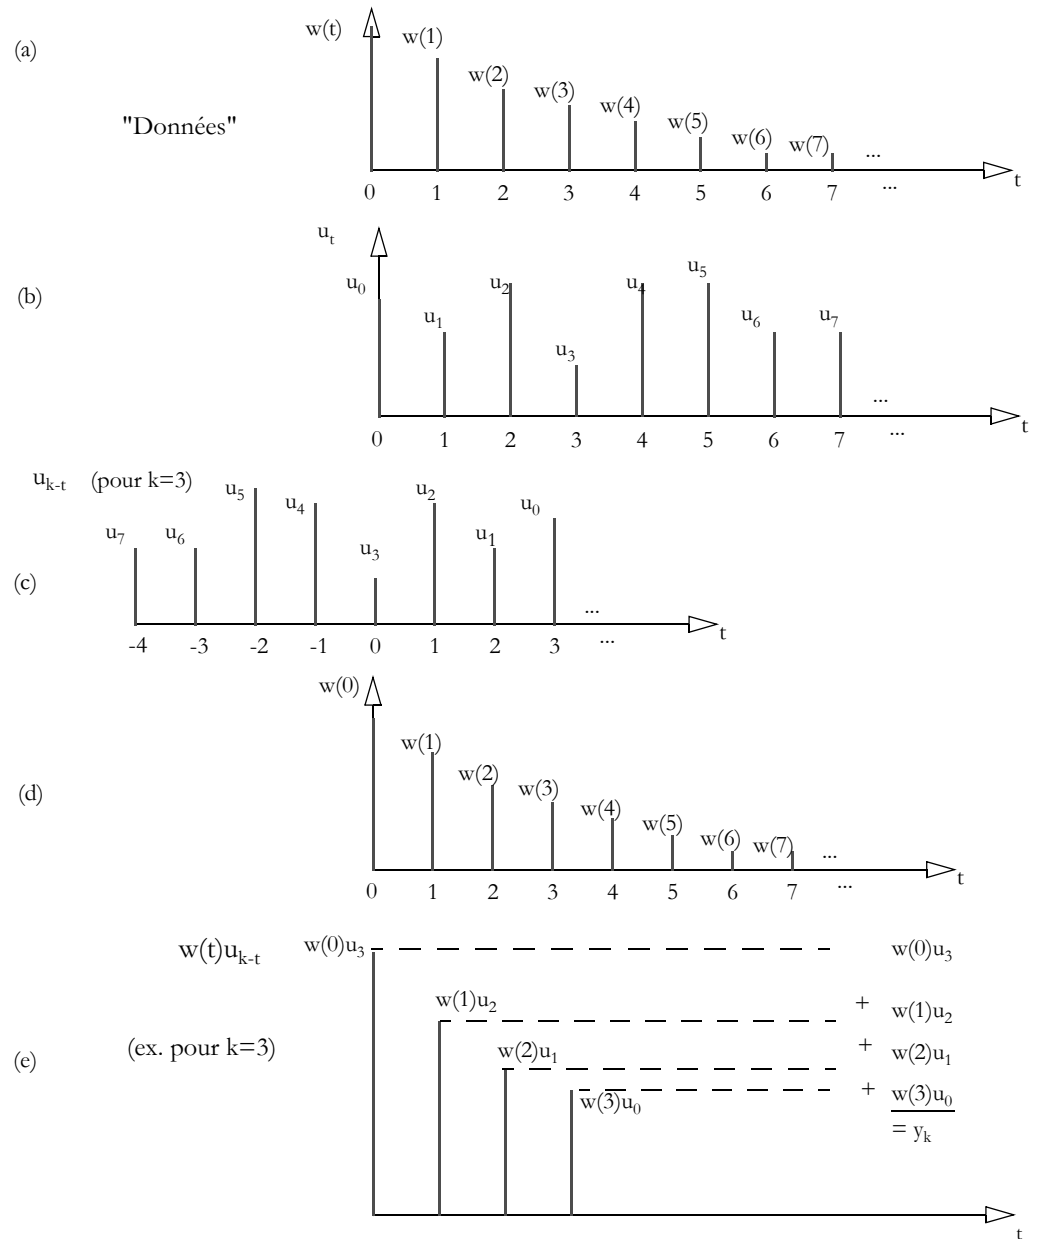 (a)
w(t) w(1) w(2) w(3) w(4) w(5) w(6) w(7) ...
"Données"
0 1 2 3 4 5 6 7 ... t
(b)
u_t
u_0 u_1 u_2 u_3 u_4 u_5 u_6 u_7 ...
0 1 2 3 4 5 6 7 ... t
u_{k-t} (pour k=3)
(c)
u_7 u_6 u_5 u_4 u_3 u_2 u_1 u_0 ...
-4 -3 -2 -1 0 1 2 3 ... t
(d)
w(0) w(1) w(2) w(3) w(4) w(5) w(6) w(7) ...
0 1 2 3 4 5 6 7 ... t
w(t)u_{k-t} w(0)u_3 w(0)u_3
w(1)u_2 + w(1)u_2
(e)
(ex. pour k=3) w(2)u_1 + w(2)u_1
w(3)u_0 + w(3)u_0
= y_k
t